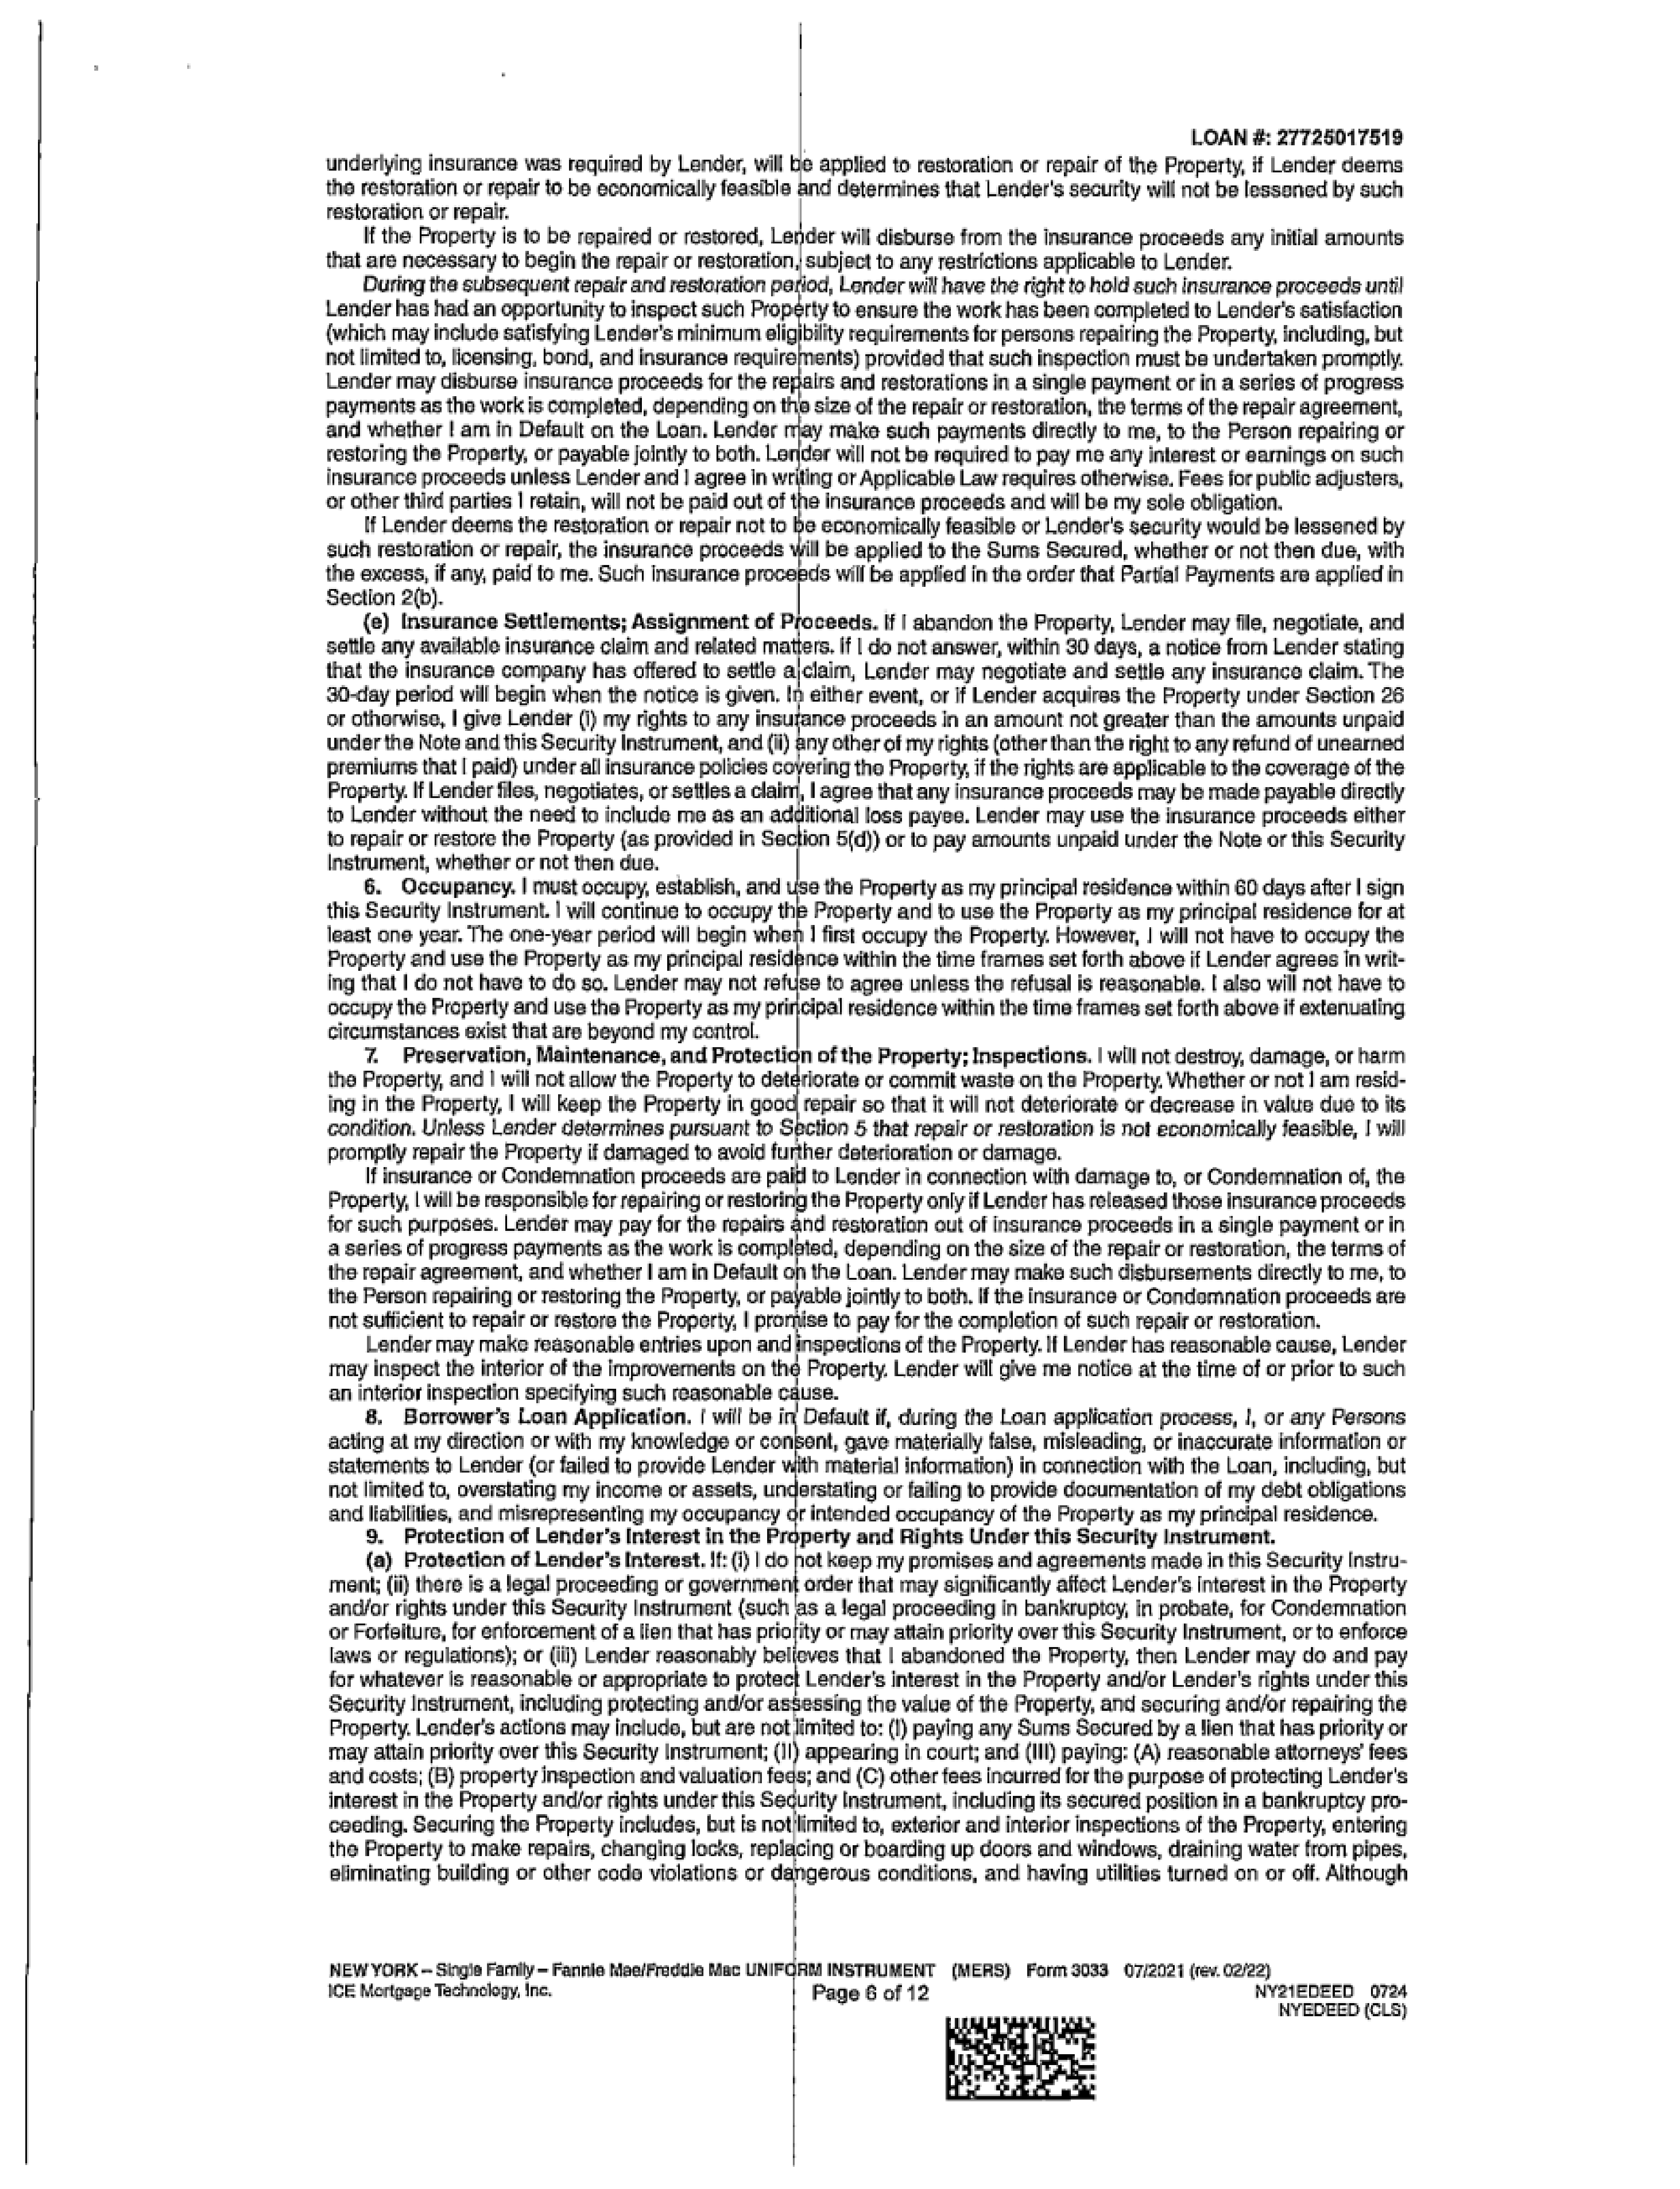 LOAN #: 27725017519
underlying insurance was required by Lender, will be applied to restoration or repair of the Property, if Lender deems
the restoration or repair to be economically feasible and determines that Lender's security will not be lessened by such
restoration or repair.
If the Property is to be repaired or restored, Lender will disburse from the insurance proceeds any initial amounts
that are necessary to begin the repair or restoration, subject to any restrictions applicable to Lender.
During the subsequent repair and restoration period, Lender will have the right to hold such insurance proceeds until
Lender has had an opportunity to inspect such Property to ensure the work has been completed to Lender's satisfaction
(which may include satisfying Lender's minimum eligibility requirements for persons repairing the Property, including, but
not limited to, licensing, bond, and insurance requirements) provided that such inspection must be undertaken promptly.
Lender may disburse insurance proceeds for the repairs and restorations in a single payment or in a series of progress
payments as the work is completed, depending on the size of the repair or restoration, the terms of the repair agreement,
and whether I am in Default on the Loan. Lender may make such payments directly to me, to the Person repairing or
restoring the Property, or payable jointly to both. Lender will not be required to pay me any interest or earnings on such
insurance proceeds unless Lender and I agree in writing or Applicable Law requires otherwise. Fees for public adjusters,
or other third parties I retain, will not be paid out of the insurance proceeds and will be my sole obligation.
If Lender deems the restoration or repair not to be economically feasible or Lender's security would be lessened by
such restoration or repair, the insurance proceeds will be applied to the Sums Secured, whether or not then due, with
the excess, if any, paid to me. Such insurance proceeds will be applied in the order that Partial Payments are applied in
Section 2(b).
(e) Insurance Settlements; Assignment of Proceeds. If I abandon the Property, Lender may file, negotiate, and
settle any available insurance claim and related matters. If I do not answer, within 30 days, a notice from Lender stating
that the insurance company has offered to settle a claim, Lender may negotiate and settle any insurance claim. The
30-day period will begin when the notice is given. In either event, or if Lender acquires the Property under Section 26
or otherwise, I give Lender (i) my rights to any insurance proceeds in an amount not greater than the amounts unpaid
under the Note and this Security Instrument, and (ii) any other of my rights (other than the right to any refund of unearned
premiums that I paid) under all insurance policies covering the Property, if the rights are applicable to the coverage of the
Property. If Lender files, negotiates, or settles a claim, I agree that any insurance proceeds may be made payable directly
to Lender without the need to include me as an additional loss payee. Lender may use the insurance proceeds either
to repair or restore the Property (as provided in Section 5(d)) or to pay amounts unpaid under the Note or this Security
Instrument, whether or not then due.
6. Occupancy. I must occupy, establish, and use the Property as my principal residence within 60 days after I sign
this Security Instrument. I will continue to occupy the Property and to use the Property as my principal residence for at
least one year. The one-year period will begin when I first occupy the Property. However, I will not have to occupy the
Property and use the Property as my principal residence within the time frames set forth above if Lender agrees in writ-
ing that I do not have to do so. Lender may not refuse to agree unless the refusal is reasonable. I also will not have to
occupy the Property and use the Property as my principal residence within the time frames set forth above if extenuating
circumstances exist that are beyond my control.
7. Preservation, Maintenance, and Protection of the Property; Inspections. I will not destroy, damage, or harm
the Property, and I will not allow the Property to deteriorate or commit waste on the Property. Whether or not I am resid-
ing in the Property, I will keep the Property in good repair so that it will not deteriorate or decrease in value due to its
condition. Unless Lender determines pursuant to Section 5 that repair or restoration is not economically feasible, I will
promptly repair the Property if damaged to avoid further deterioration or damage.
If insurance or Condemnation proceeds are paid to Lender in connection with damage to, or Condemnation of, the
Property, I will be responsible for repairing or restoring the Property only if Lender has released those insurance proceeds
for such purposes. Lender may pay for the repairs and restoration out of insurance proceeds in a single payment or in
a series of progress payments as the work is completed, depending on the size of the repair or restoration, the terms of
the repair agreement, and whether I am in Default on the Loan. Lender may make such disbursements directly to me, to
the Person repairing or restoring the Property, or payable jointly to both. If the insurance or Condemnation proceeds are
not sufficient to repair or restore the Property, I promise to pay for the completion of such repair or restoration.
Lender may make reasonable entries upon and inspections of the Property. If Lender has reasonable cause, Lender
may inspect the interior of the improvements on the Property. Lender will give me notice at the time of or prior to such
an interior inspection specifying such reasonable cause.
8. Borrower's Loan Application. I will be in Default if, during the Loan application process, I, or any Persons
acting at my direction or with my knowledge or consent, gave materially false, misleading, or inaccurate information or
statements to Lender (or failed to provide Lender with material information) in connection with the Loan, including, but
not limited to, overstating my income or assets, understating or failing to provide documentation of my debt obligations
and liabilities, and misrepresenting my occupancy or intended occupancy of the Property as my principal residence.
9. Protection of Lender's Interest in the Property and Rights Under this Security Instrument.
(a) Protection of Lender's Interest. If: (i) I do not keep my promises and agreements made in this Security Instru-
ment; (ii) there is a legal proceeding or government order that may significantly affect Lender's interest in the Property
and/or rights under this Security Instrument (such as a legal proceeding in bankruptcy, in probate, for Condemnation
or Forfeiture, for enforcement of a lien that has priority or may attain priority over this Security Instrument, or to enforce
laws or regulations); or (iii) Lender reasonably believes that I abandoned the Property, then Lender may do and pay
for whatever is reasonable or appropriate to protect Lender's interest in the Property and/or Lender's rights under this
Security Instrument, including protecting and/or assessing the value of the Property, and securing and/or repairing the
Property. Lender's actions may include, but are not limited to: (I) paying any Sums Secured by a lien that has priority or
may attain priority over this Security Instrument; (II) appearing in court; and (III) paying: (A) reasonable attorneys' fees
and costs; (B) property inspection and valuation fees; and (C) other fees incurred for the purpose of protecting Lender's
interest in the Property and/or rights under this Security Instrument, including its secured position in a bankruptcy pro-
ceeding. Securing the Property includes, but is not limited to, exterior and interior inspections of the Property, entering
the Property to make repairs, changing locks, replacing or boarding up doors and windows, draining water from pipes,
eliminating building or other code violations or dangerous conditions, and having utilities turned on or off. Although
NEW YORK – Single Family – Fannie Mae/Freddie Mac UNIFORM INSTRUMENT (MERS) Form 3033 07/2021 (rev. 02/22)
ICE Mortgage Technology, Inc. Page 6 of 12 NY21EDEED 0724
NYEDEED (CLS)